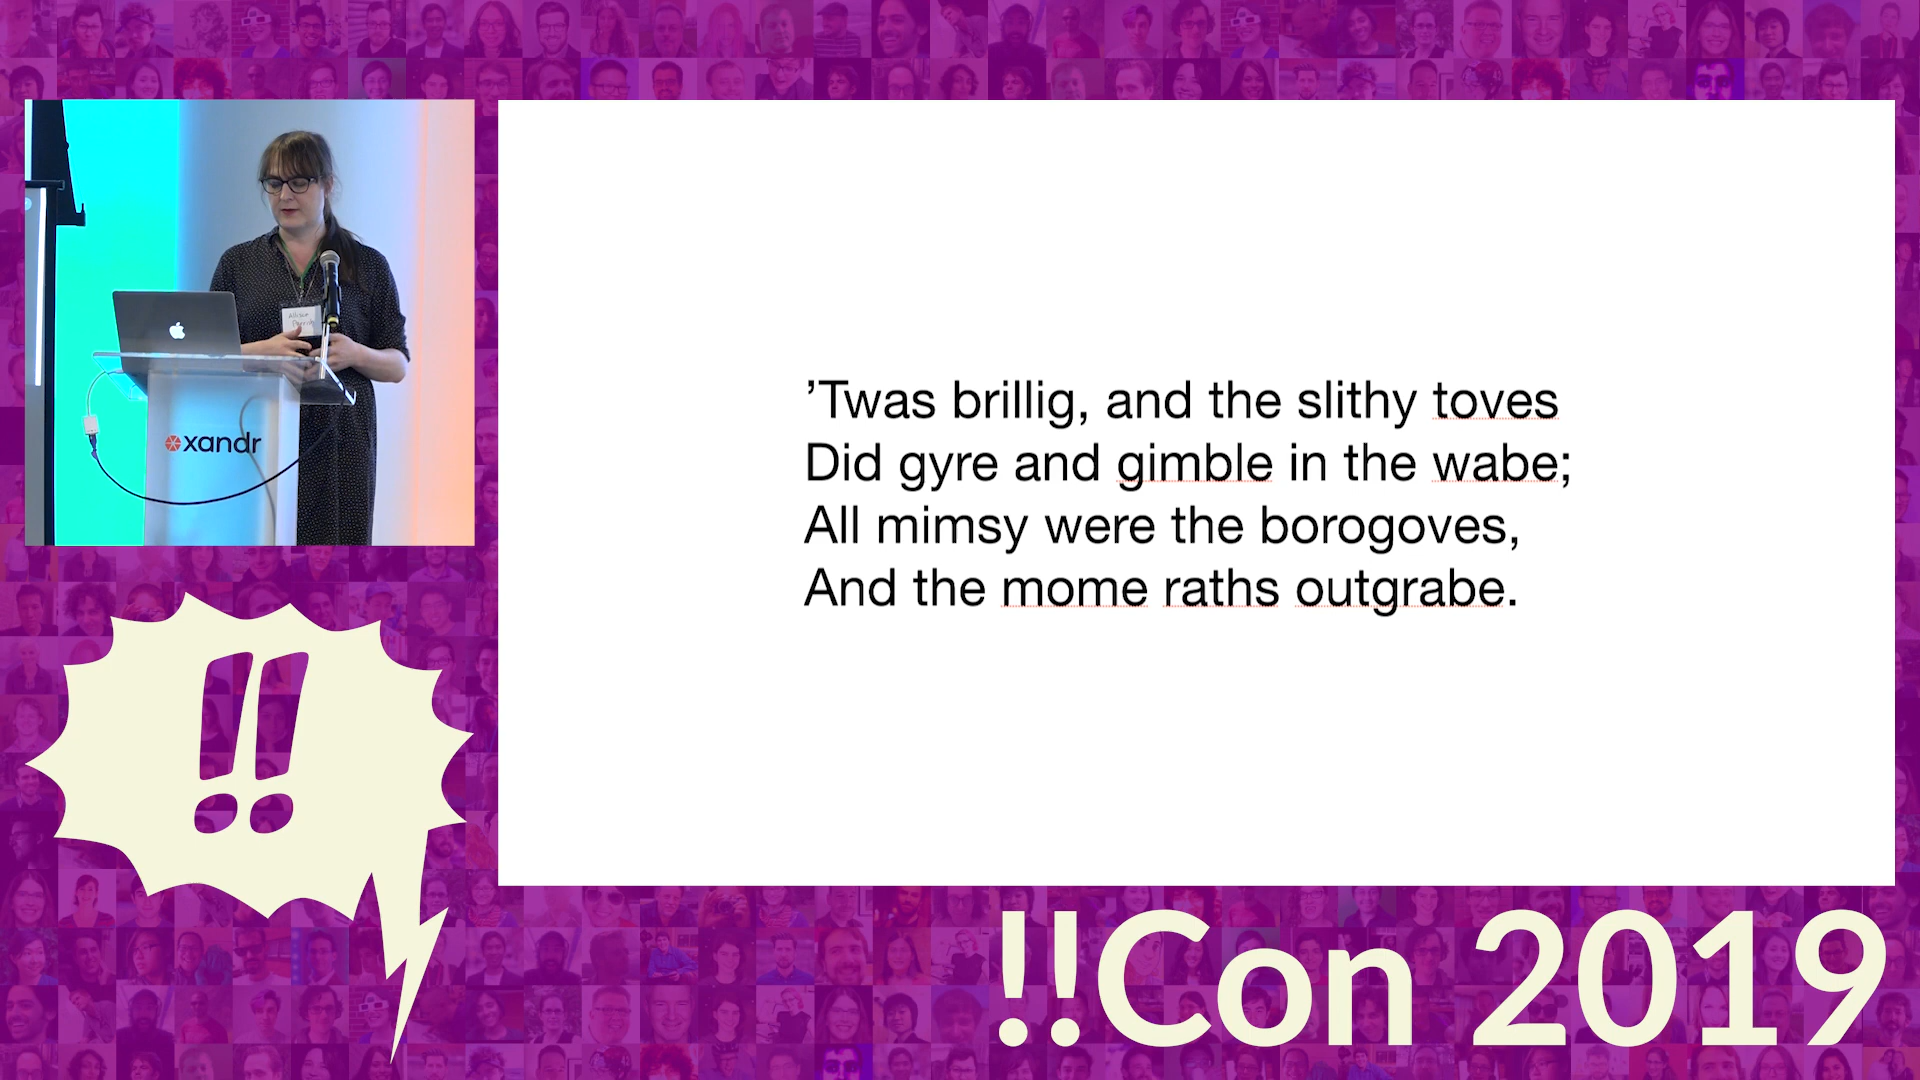 ’Twas brillig, and the slithy toves
Did gyre and gimble in the wabe;
All mimsy were the borogoves,
And the mome raths outgrabe.
xandr
!!
!!Con 2019